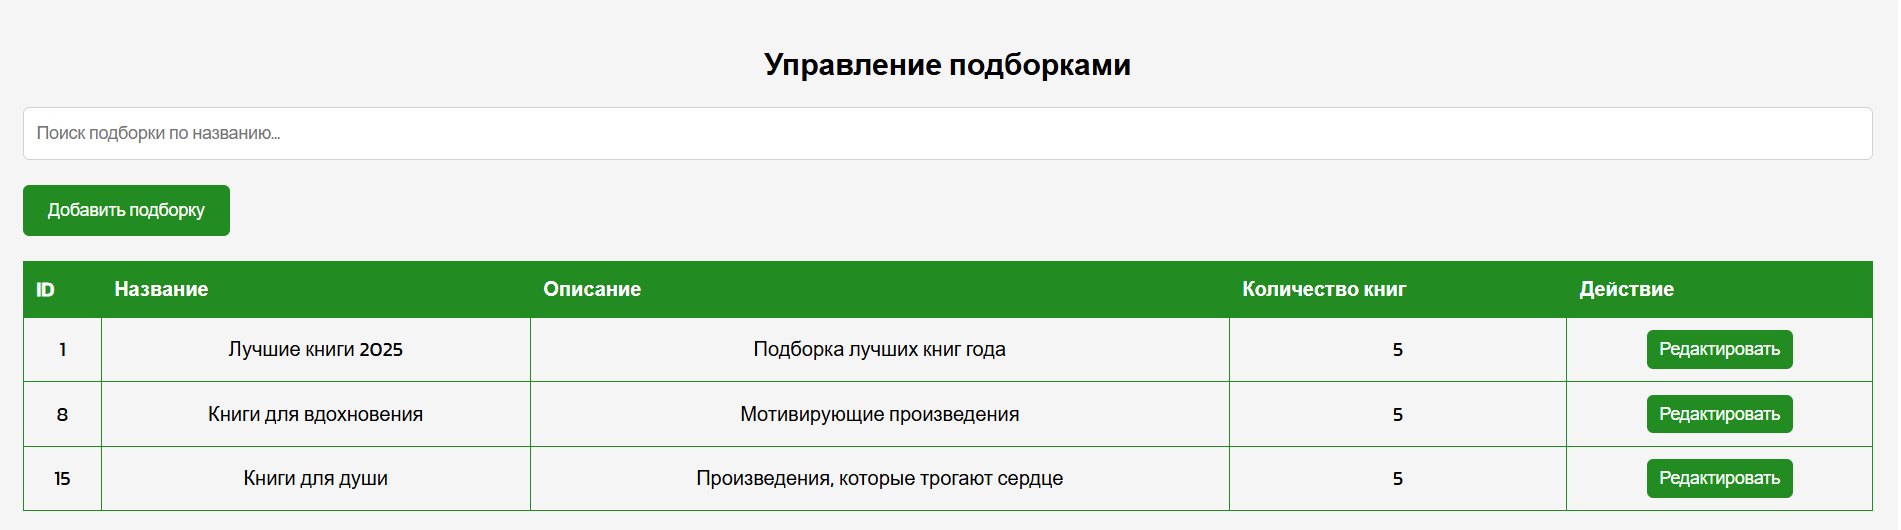 Управление подборками
Поиск подборки по названию...
Добавить подборку
ID Название Описание Количество книг Действие
1 Лучшие книги 2025 Подборка лучших книг года 5 Редактировать
8 Книги для вдохновения Мотивирующие произведения 5 Редактировать
15 Книги для души Произведения, которые трогают сердце 5 Редактировать